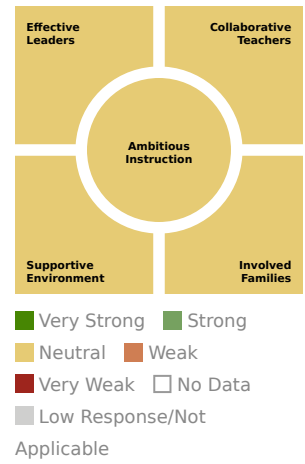 Effective
Leaders
Collaborative
Teachers
Ambitious
Instruction
Supportive
Environment
Involved
Families
Very Strong Strong
Neutral Weak
Very Weak No Data
Low Response/Not
Applicable